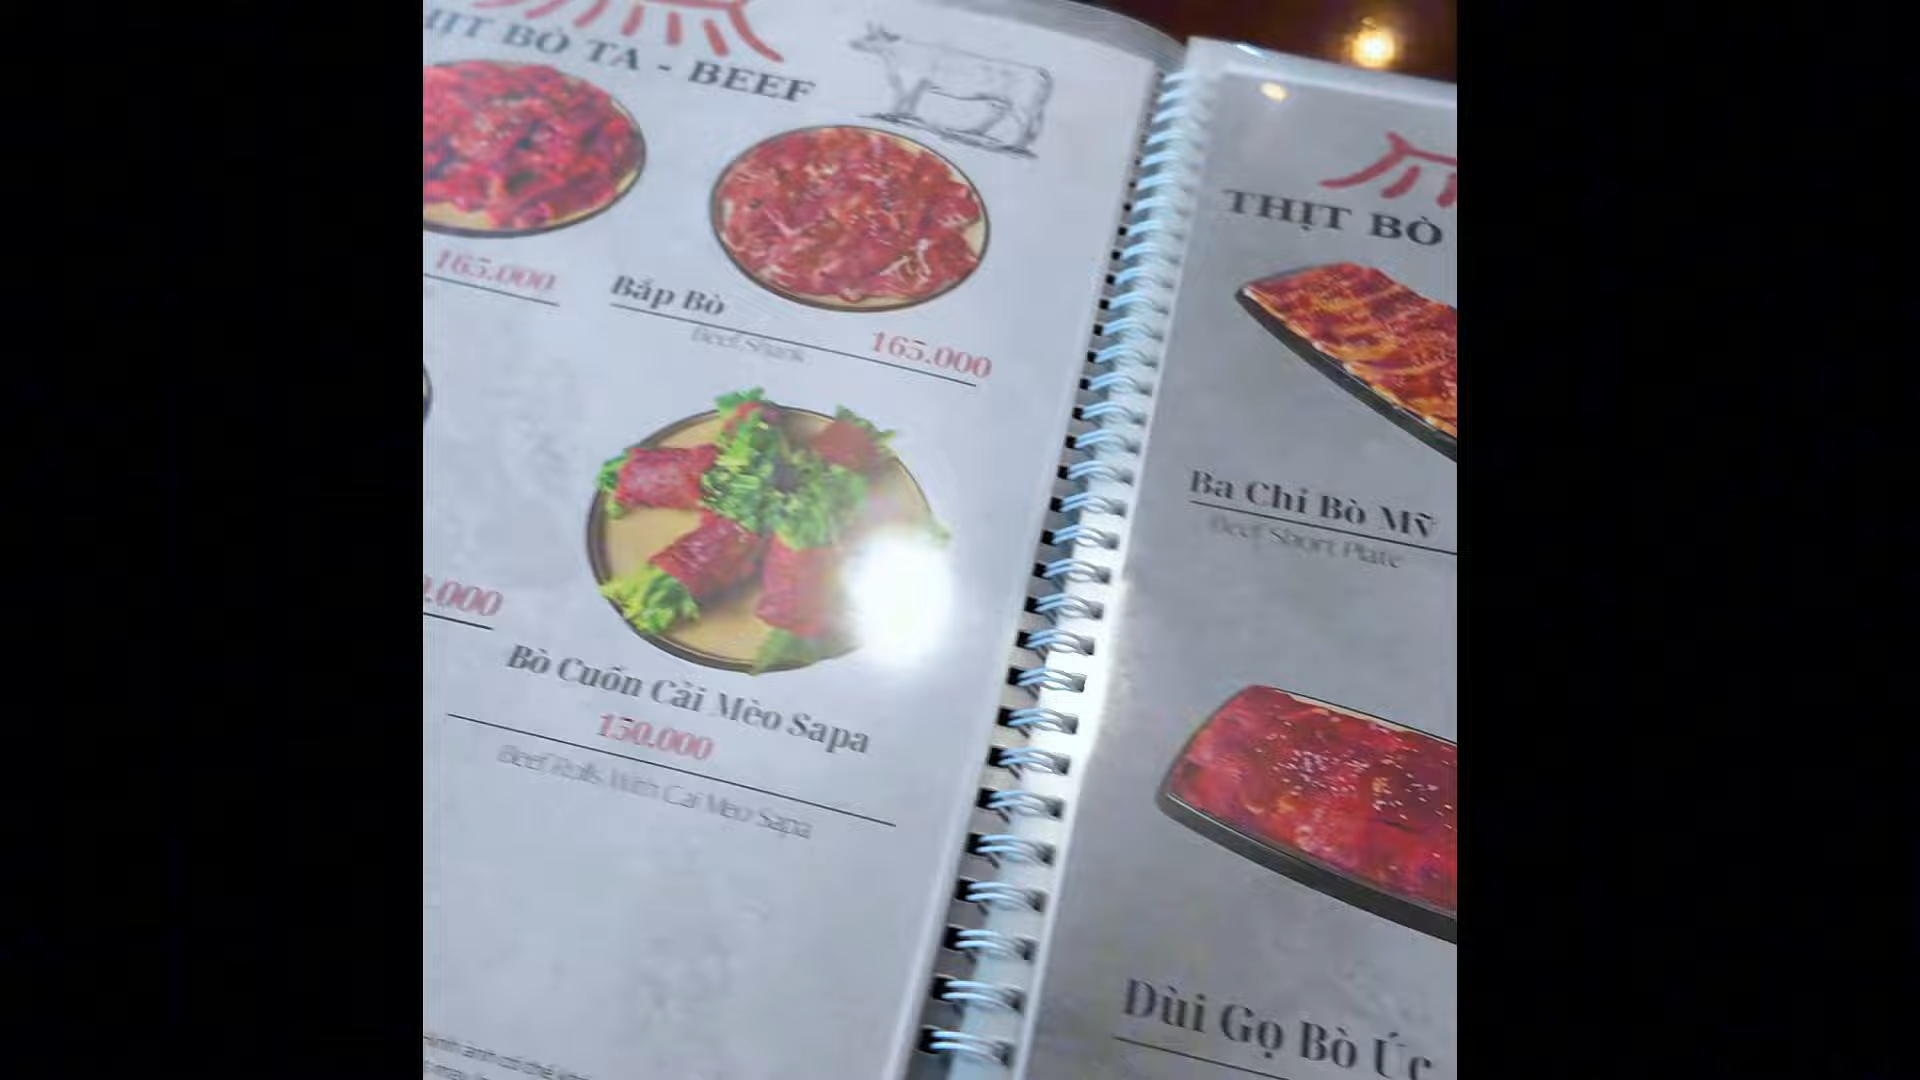 THỊT BÒ TA - BEEF
165.000
Bắp Bò
Beef Shank
165.000
.000
Bò Cuốn Cải Mèo Sapa
150.000
Beef Rolls With Cai Meo Sapa
THỊT BÒ
Ba Chỉ Bò Mỹ
Beef Short Plate
Dùi Gọ Bò Úc